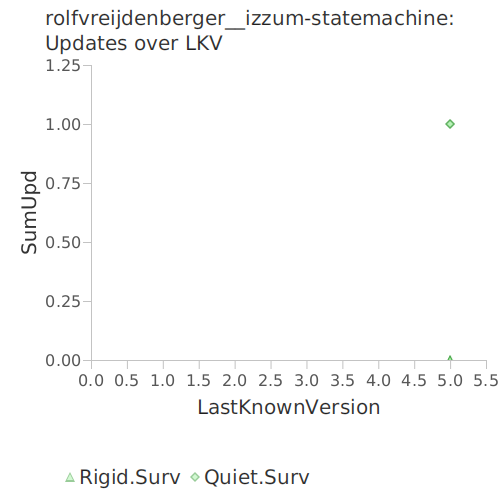 rolfvreijdenberger__izzum-statemachine:
Updates over LKV
1.25
1.00
0.75
0.50
0.25
0.00
SumUpd
0.0 0.5 1.0 1.5 2.0 2.5 3.0 3.5 4.0 4.5 5.0 5.5
LastKnownVersion
Rigid.Surv Quiet.Surv